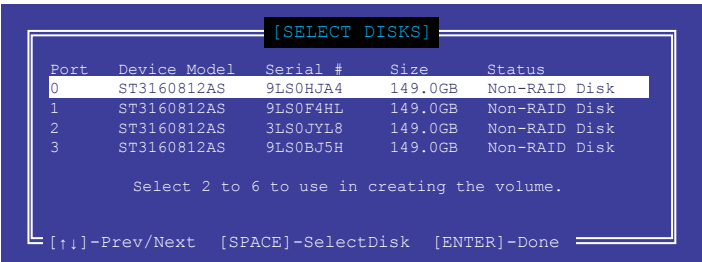 [SELECT DISKS]
Port Device Model Serial # Size Status
0 ST3160812AS 9LS0HJA4 149.0GB Non-RAID Disk
1 ST3160812AS 9LS0F4HL 149.0GB Non-RAID Disk
2 ST3160812AS 3LS0JYL8 149.0GB Non-RAID Disk
3 ST3160812AS 9LS0BJ5H 149.0GB Non-RAID Disk
Select 2 to 6 to use in creating the volume.
[↑↓]-Prev/Next [SPACE]-SelectDisk [ENTER]-Done